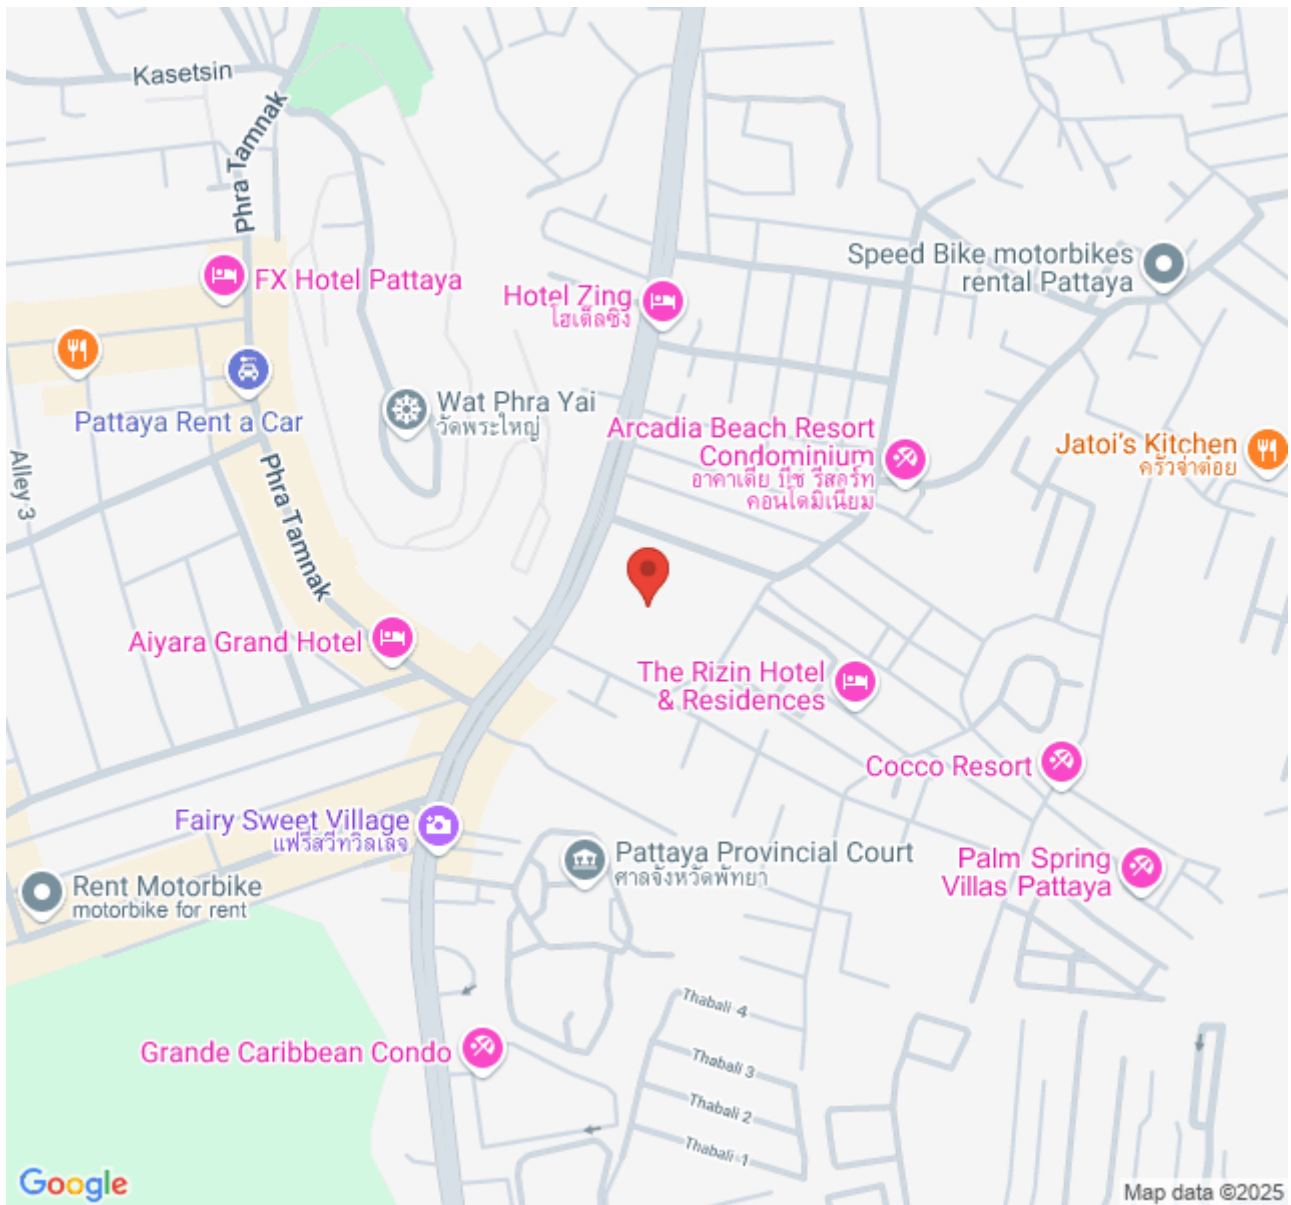 Kasetsin
Phra Tamnak
FX Hotel Pattaya
Hotel Zing
โฮเต็ลซิง
Speed Bike motorbikes
rental Pattaya
Pattaya Rent a Car
Wat Phra Yai
วัดพระใหญ่
Arcadia Beach Resort
Condominium
อาคาเดีย บีช รีสอร์ท
คอนโดมิเนียม
Jatoi's Kitchen
ครัวจ่าต๋อย
Alley 3
Phra Tamnak
Aiyara Grand Hotel
The Rizin Hotel
& Residences
Cocco Resort
Fairy Sweet Village
แฟรีสวีทวิลเลจ
Pattaya Provincial Court
ศาลจังหวัดพัทยา
Palm Spring
Villas Pattaya
Rent Motorbike
motorbike for rent
Thabali 4
Grande Caribbean Condo
Thabali 3
Thabali 2
Thabali 1
Google
Map data ©2025